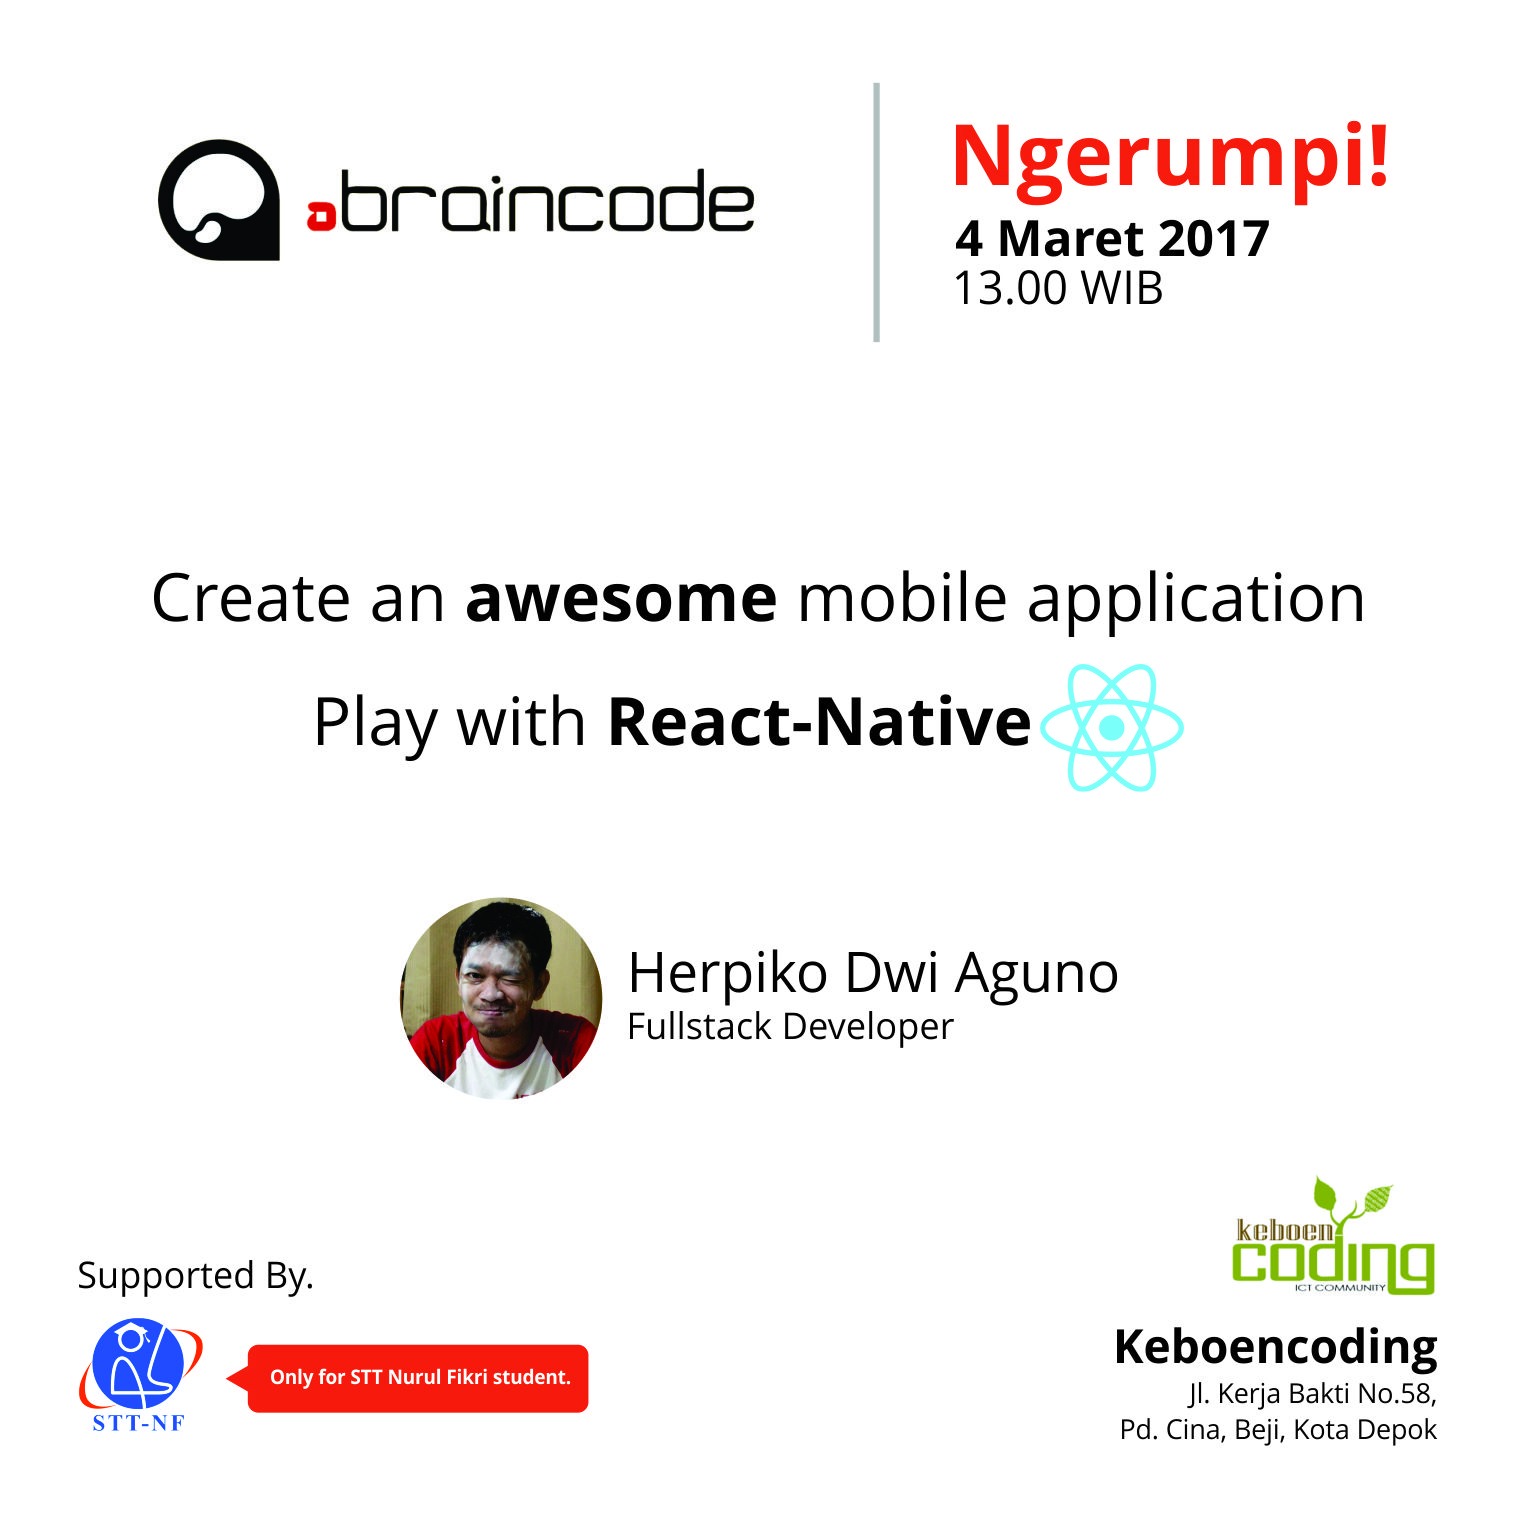 abraincode
Ngerumpi!
4 Maret 2017
13.00 WIB
Create an awesome mobile application
Play with React-Native
Herpiko Dwi Aguno
Fullstack Developer
Supported By.
STT-NF
Only for STT Nurul Fikri student.
keboen
coding
ICT COMMUNITY
Keboencoding
Jl. Kerja Bakti No.58,
Pd. Cina, Beji, Kota Depok